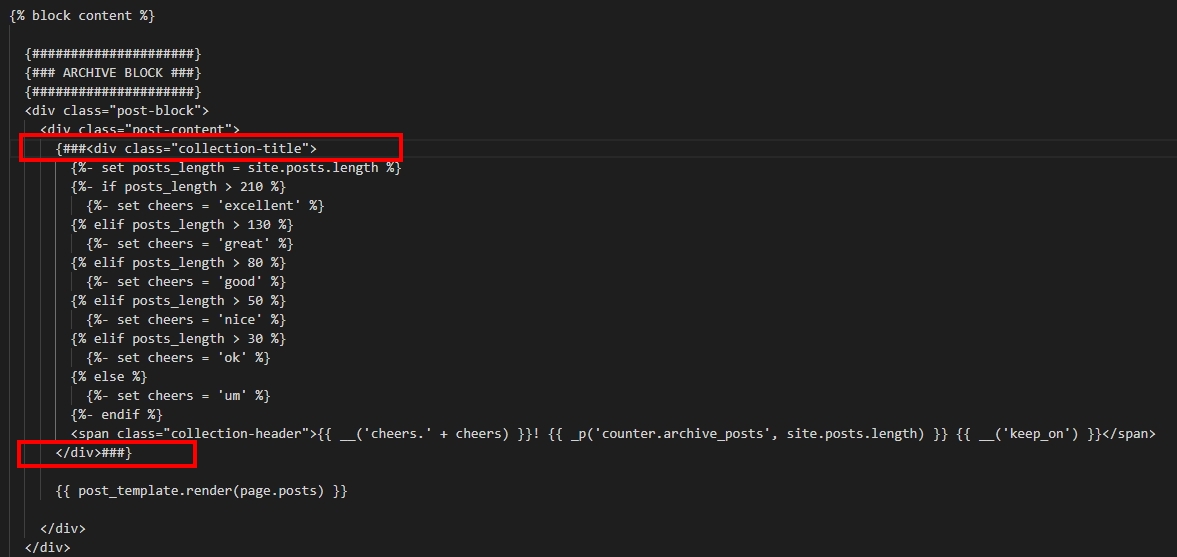 {% block content %}
{#####################}
{### ARCHIVE BLOCK ###}
{#####################}
<div class="post-block">
<div class="post-content">
{###<div class="collection-title">
{%- set posts_length = site.posts.length %}
{%- if posts_length > 210 %}
{%- set cheers = 'excellent' %}
{% elif posts_length > 130 %}
{%- set cheers = 'great' %}
{% elif posts_length > 80 %}
{%- set cheers = 'good' %}
{% elif posts_length > 50 %}
{%- set cheers = 'nice' %}
{% elif posts_length > 30 %}
{%- set cheers = 'ok' %}
{% else %}
{%- set cheers = 'um' %}
{%- endif %}
<span class="collection-header">{{ __('cheers.' + cheers) }}! {{ _p('counter.archive_posts', site.posts.length) }} {{ __('keep_on') }}</span>
</div>###}
{{ post_template.render(page.posts) }}
</div>
</div>